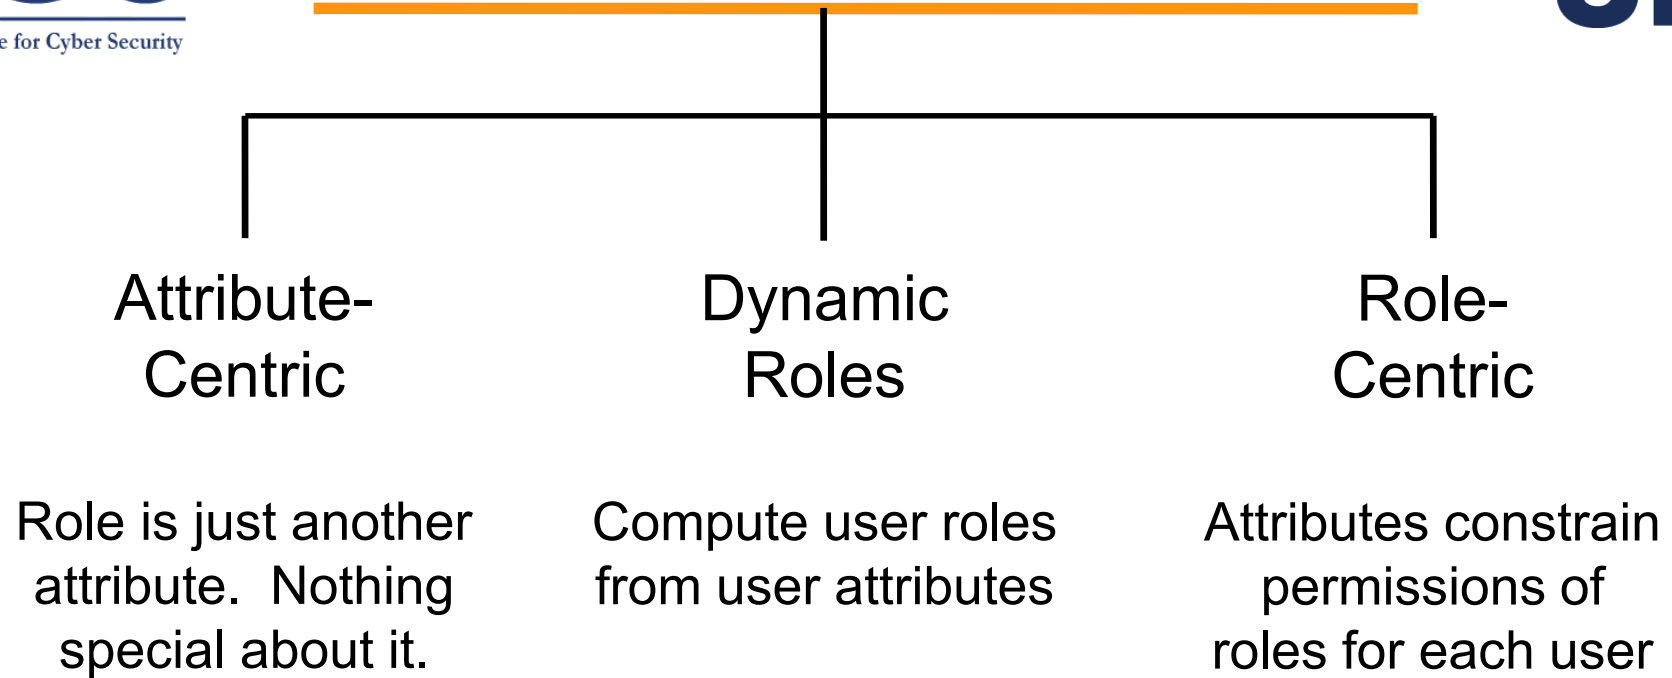 e for Cyber Security
Attribute-
Centric
Dynamic
Roles
Role-
Centric
Role is just another
attribute.  Nothing
special about it.
Compute user roles
from user attributes
Attributes constrain
permissions of
roles for each user